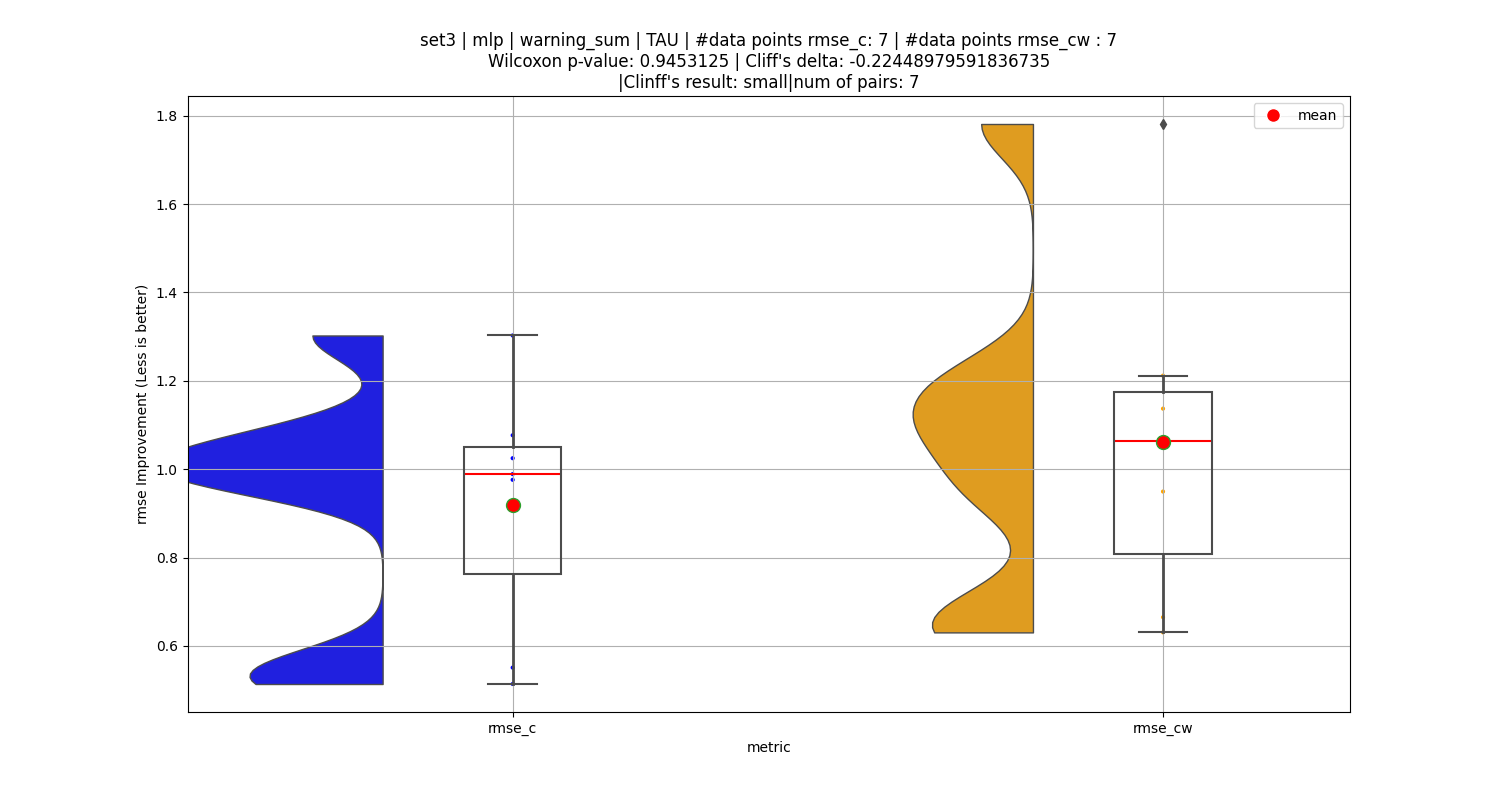 set3 | mlp | warning_sum | TAU | #data points rmse_c: 7 | #data points rmse_cw : 7
Wilcoxon p-value: 0.9453125 | Cliff's delta: -0.22448979591836735
|Clinff's result: small|num of pairs: 7
mean
rmse Improvement (Less is better)
1.8
1.6
1.4
1.2
1.0
0.8
0.6
rmse_c
rmse_cw
metric